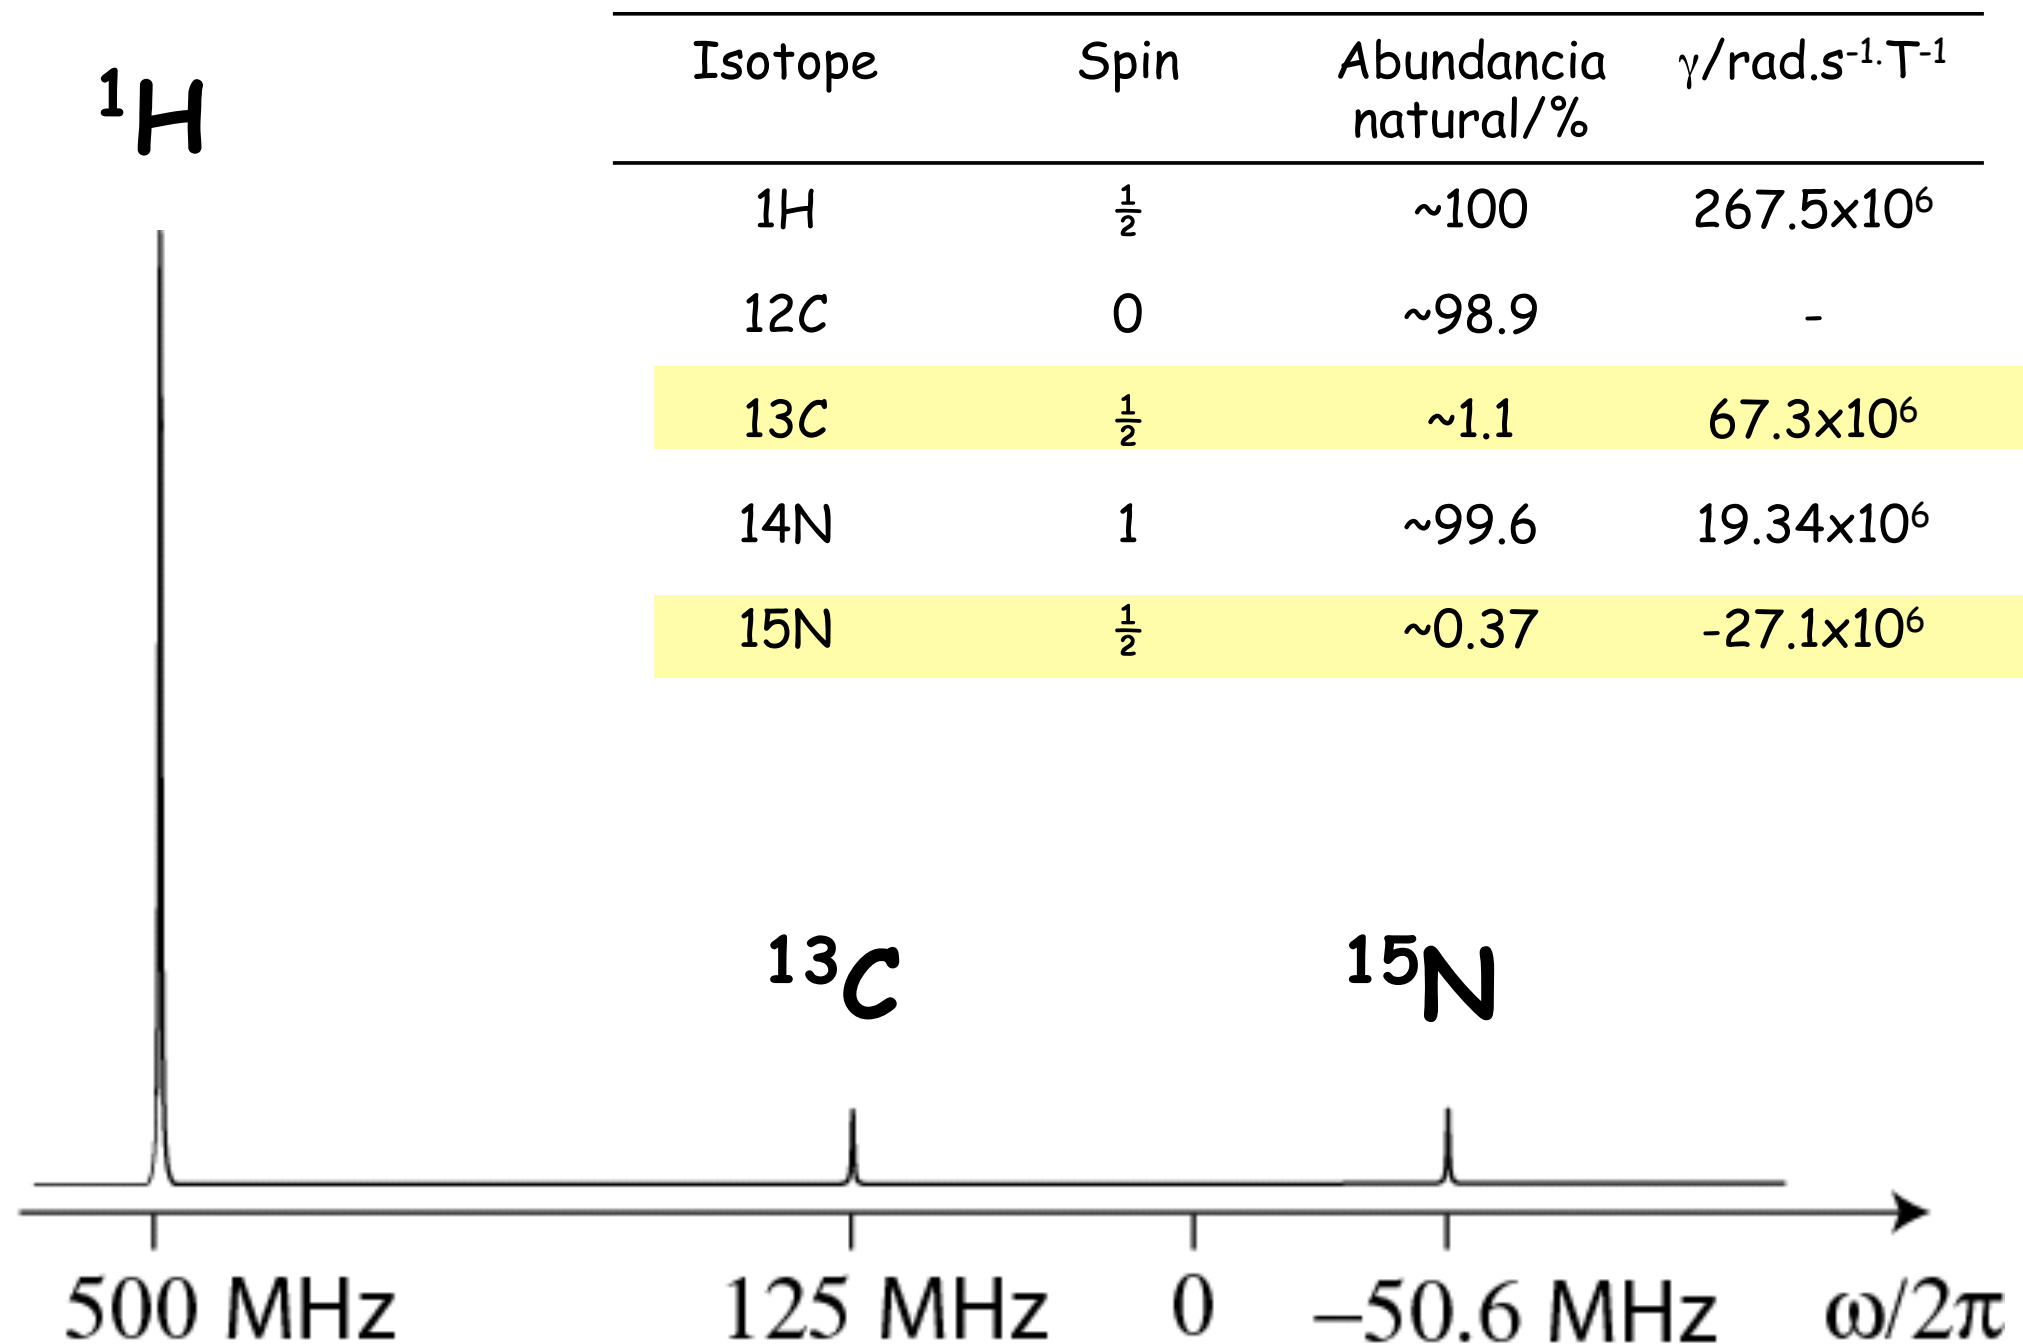 Isotope Spin Abundancia natural/% γ/rad.s⁻¹·T⁻¹
¹H
1H ½ ~100 267.5x10⁶
12C 0 ~98.9 -
13C ½ ~1.1 67.3x10⁶
14N 1 ~99.6 19.34x10⁶
15N ½ ~0.37 -27.1x10⁶
¹³C ¹⁵N
500 MHz 125 MHz 0 –50.6 MHz ω/2π